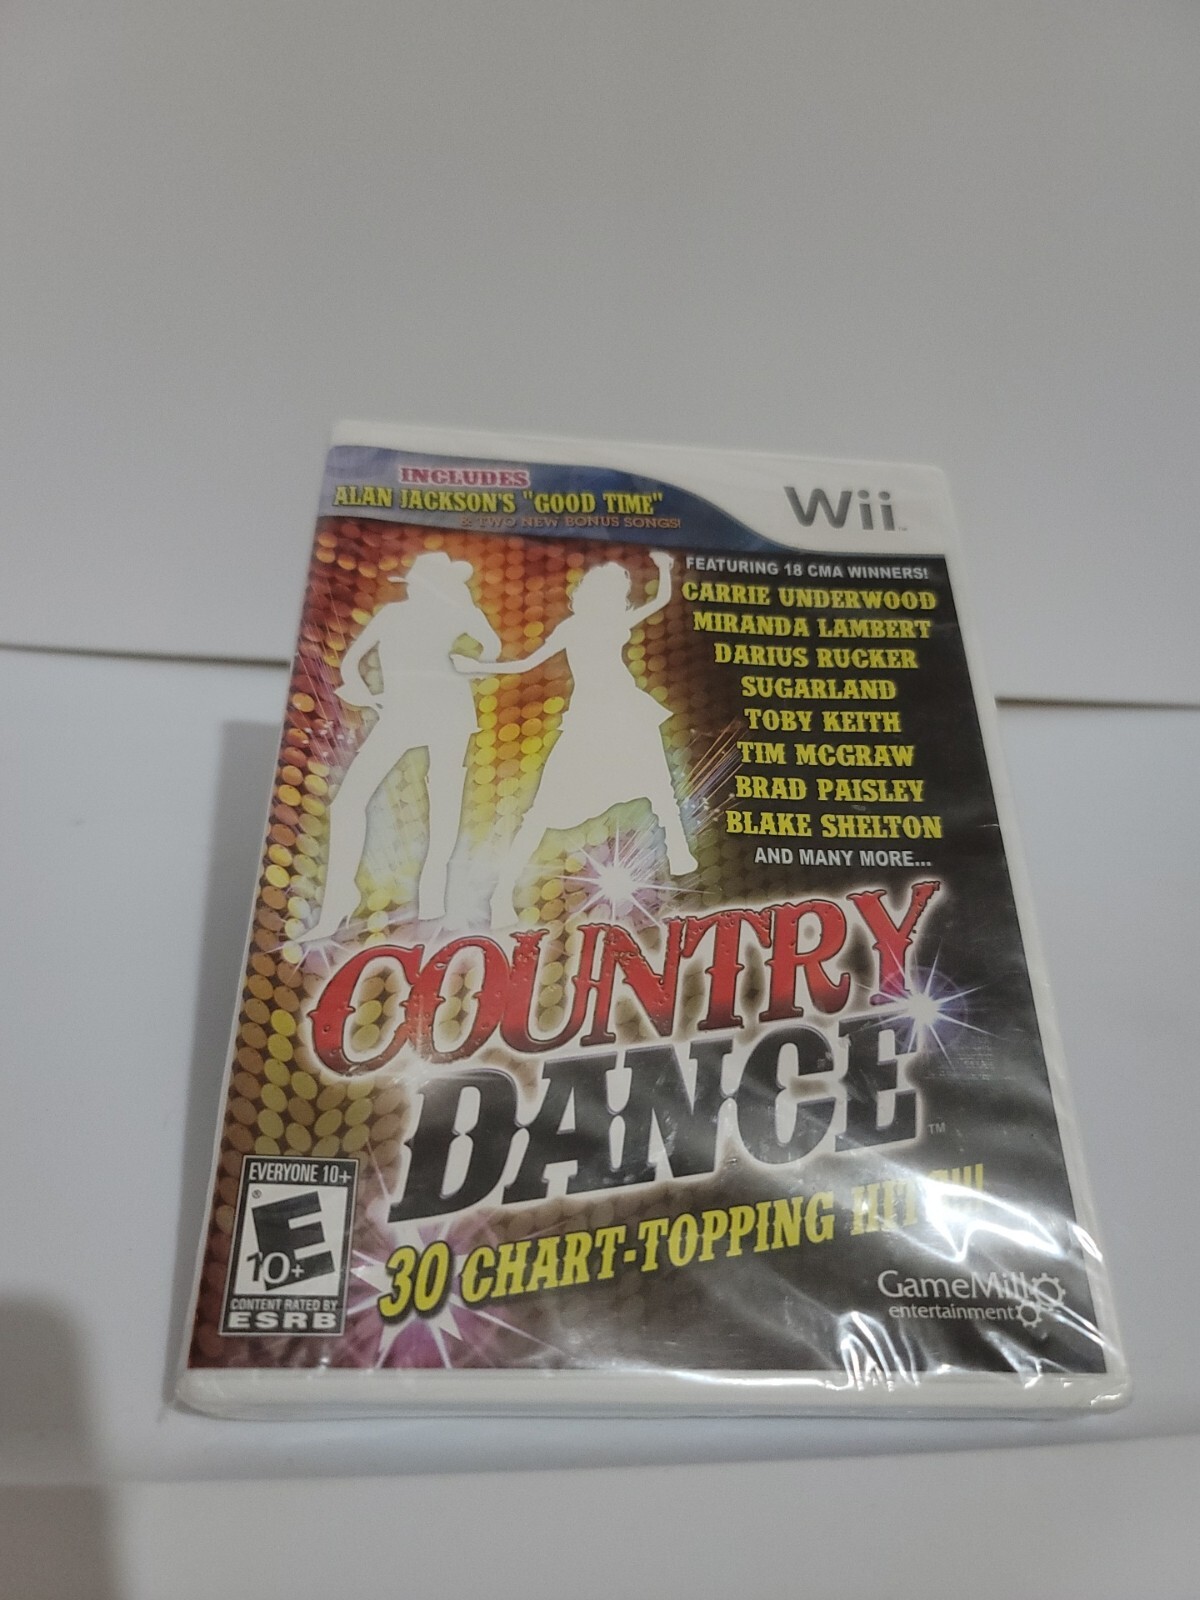 INCLUDES
ALAN JACKSON'S "GOOD TIME"
& TWO NEW BONUS SONGS!
Wii™
FEATURING 18 CMA WINNERS!
CARRIE UNDERWOOD
MIRANDA LAMBERT
DARIUS RUCKER
SUGARLAND
TOBY KEITH
TIM MCGRAW
BRAD PAISLEY
BLAKE SHELTON
AND MANY MORE...
COUNTRY
DANCE™
30 CHART-TOPPING
EVERYONE 10+
®
E
10+
CONTENT RATED BY
ESRB
GameMill
entertainment